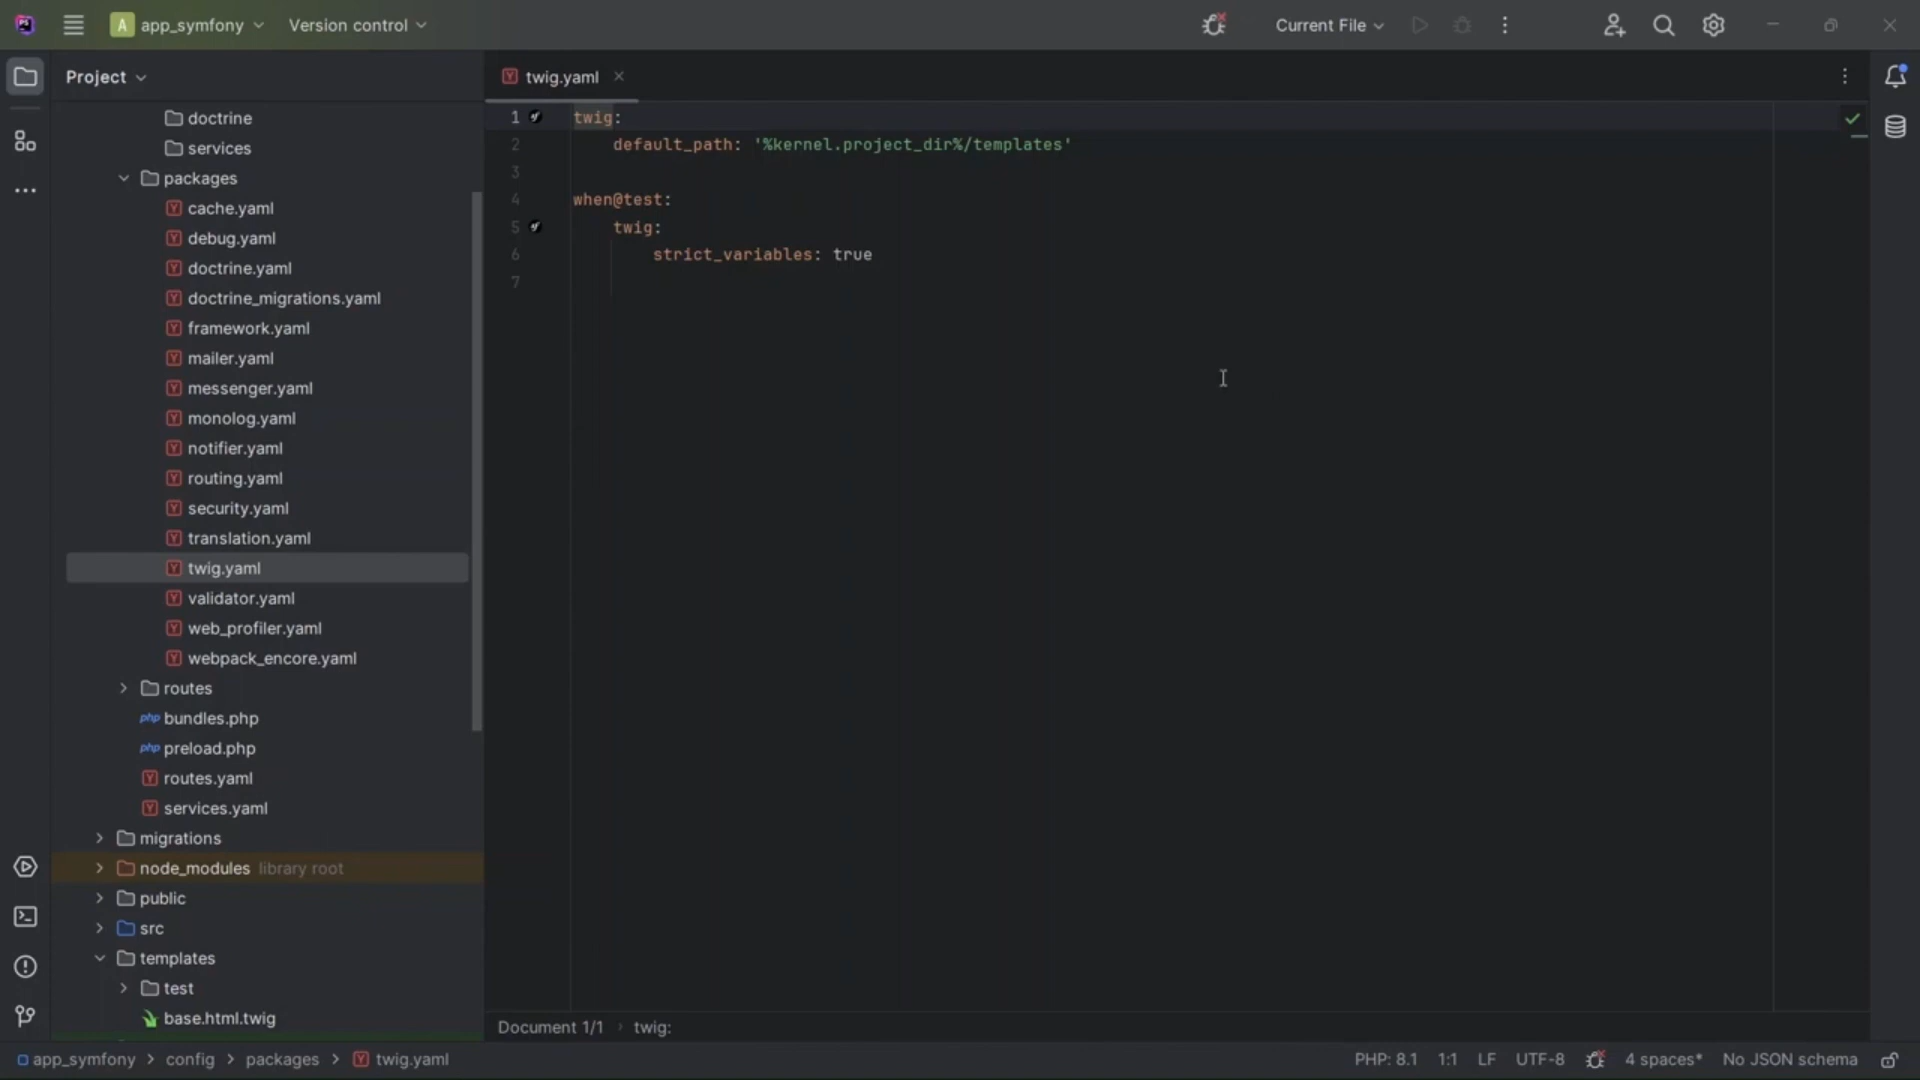 PS
A app_symfony Version control Current File
Project
twig.yaml
doctrine
services
packages
cache.yaml
debug.yaml
doctrine.yaml
doctrine_migrations.yaml
framework.yaml
mailer.yaml
messenger.yaml
monolog.yaml
notifier.yaml
routing.yaml
security.yaml
translation.yaml
twig.yaml
validator.yaml
web_profiler.yaml
webpack_encore.yaml
routes
php bundles.php
php preload.php
routes.yaml
services.yaml
migrations
node_modules library root
public
src
templates
test
base.html.twig
1 twig:
2 default_path: '%kernel.project_dir%/templates'
3
4 when@test:
5 twig:
6 strict_variables: true
7
Document 1/1 › twig:
app_symfony > config > packages > twig.yaml
PHP: 8.1 1:1 LF UTF-8 4 spaces* No JSON schema